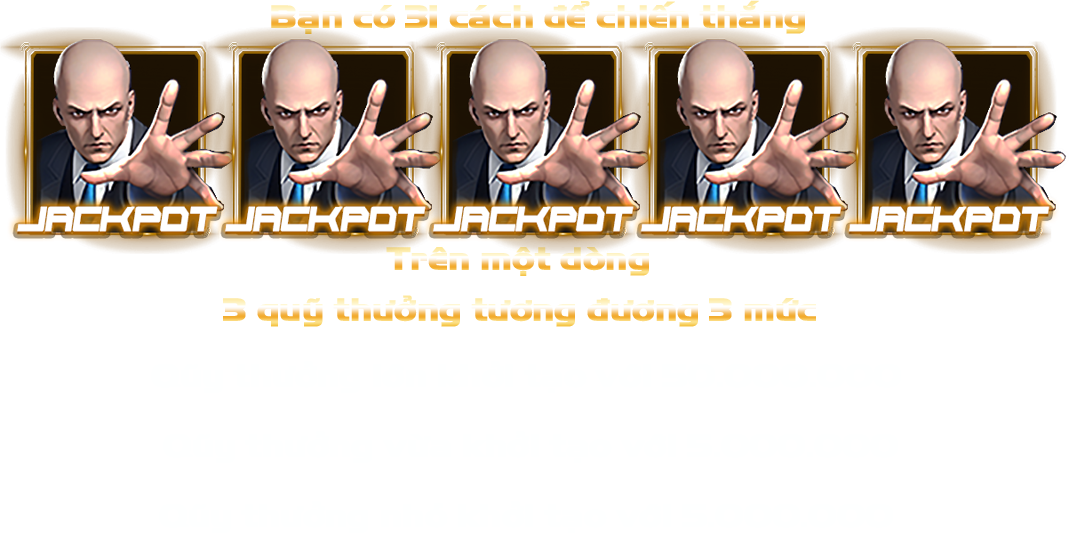 Bạn có 31 cách để chiến thắng
JACKPOT JACKPOT JACKPOT JACKPOT JACKPOT
Trên một dòng
3 quỹ thưởng tương đương 3 mức